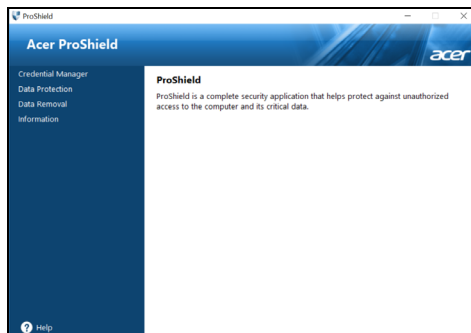 ProShield
Acer ProShield
acer
Credential Manager
Data Protection
Data Removal
Information
ProShield
ProShield is a complete security application that helps protect against unauthorized
access to the computer and its critical data.
Help